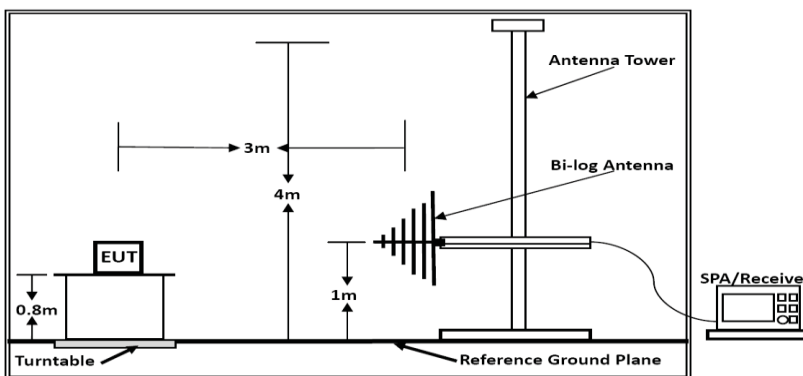 Antenna Tower
3m
Bi-log Antenna
4m
EUT
SPA/Receive
0.8m
1m
Turntable
Reference Ground Plane